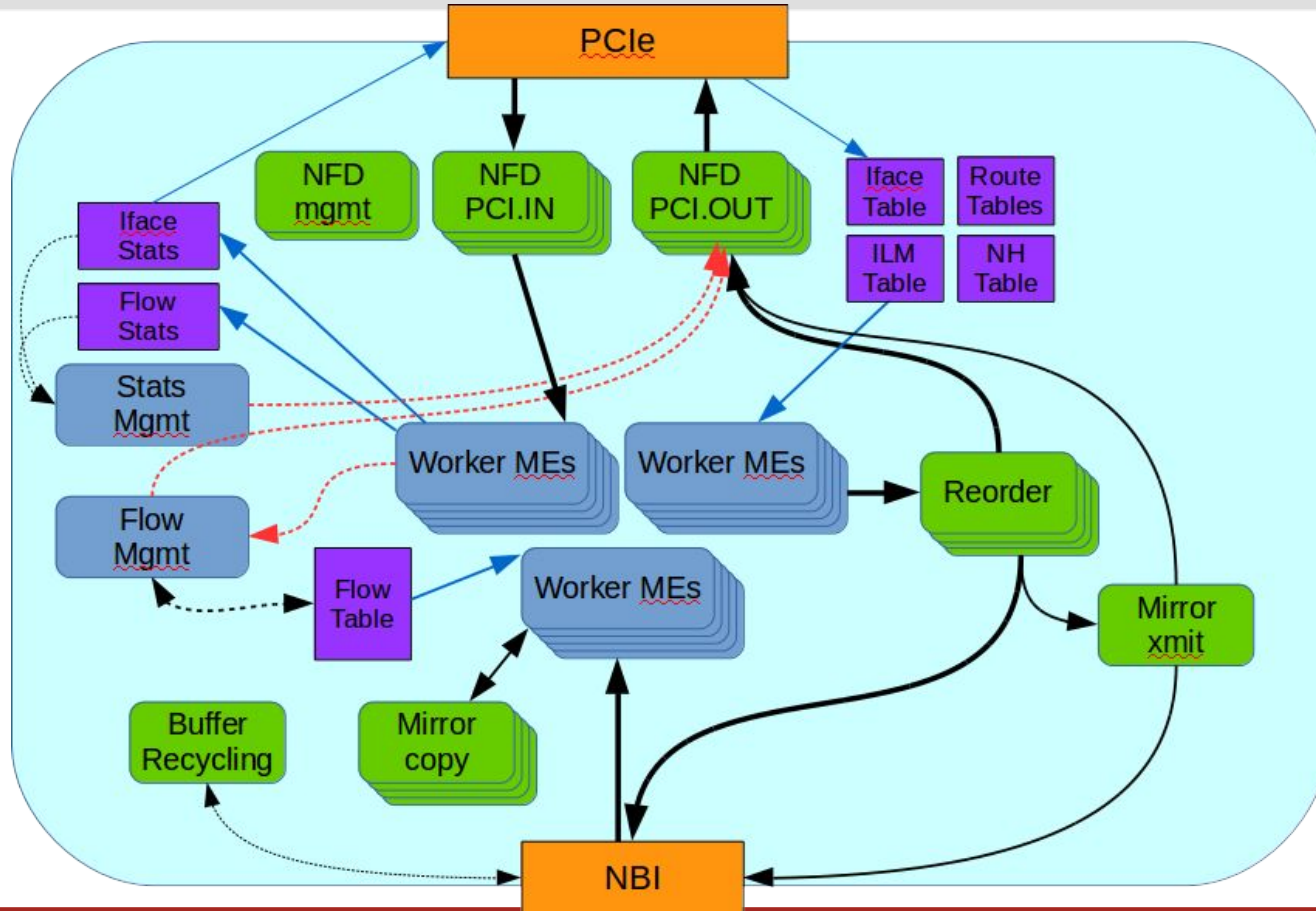 PCIe
NFD
mgmt
NFD
PCI.IN
NFD
PCI.OUT
Iface
Table
Route
Tables
ILM
Table
NH
Table
Iface
Stats
Flow
Stats
Stats
Mgmt
Worker MEs
Worker MEs
Reorder
Flow
Mgmt
Flow
Table
Worker MEs
Mirror
xmit
Buffer
Recycling
Mirror
copy
NBI